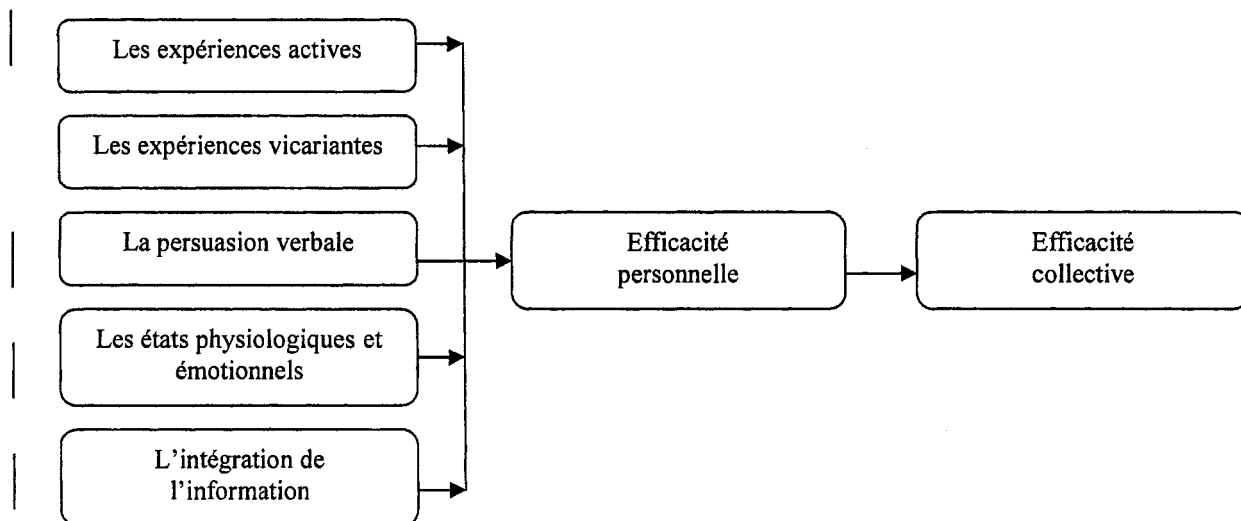 Les expériences actives
Les expériences vicariantes
La persuasion verbale
Les états physiologiques et
émotionnels
L'intégration de
l'information
Efficacité
personnelle
Efficacité
collective